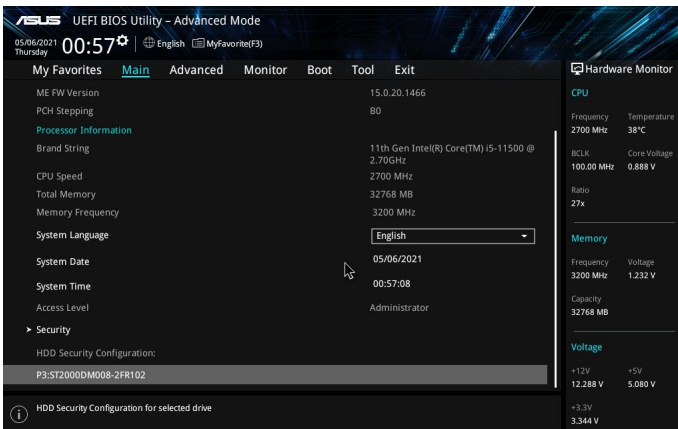 ASUS UEFI BIOS Utility – Advanced Mode
05/06/2021 Thursday 00:57 English MyFavorite(F3)
My Favorites Main Advanced Monitor Boot Tool Exit
ME FW Version 15.0.20.1466
PCH Stepping B0
Processor Information
Brand String 11th Gen Intel(R) Core(TM) i5-11500 @
2.70GHz
CPU Speed 2700 MHz
Total Memory 32768 MB
Memory Frequency 3200 MHz
System Language English
System Date 05/06/2021
System Time 00:57:08
Access Level Administrator
Security
HDD Security Configuration:
P3:ST2000DM008-2FR102
HDD Security Configuration for selected drive
Hardware Monitor
CPU
Frequency Temperature
2700 MHz 38°C
BCLK Core Voltage
100.00 MHz 0.888 V
Ratio
27x
Memory
Frequency Voltage
3200 MHz 1.232 V
Capacity
32768 MB
Voltage
+12V +5V
12.288 V 5.080 V
+3.3V
3.344 V